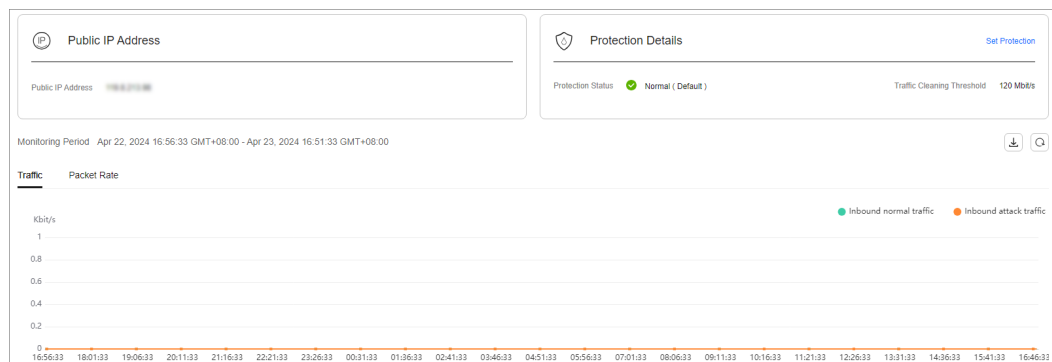 IP Public IP Address
Public IP Address
Protection Details Set Protection
Protection Status Normal ( Default ) Traffic Cleaning Threshold 120 Mbit/s
Monitoring Period Apr 22, 2024 16:56:33 GMT+08:00 - Apr 23, 2024 16:51:33 GMT+08:00
Traffic Packet Rate
Inbound normal traffic Inbound attack traffic
Kbit/s
1
0.8
0.6
0.4
0.2
0
16:56:33 18:01:33 19:06:33 20:11:33 21:16:33 22:21:33 23:26:33 00:31:33 01:36:33 02:41:33 03:46:33 04:51:33 05:56:33 07:01:33 08:06:33 09:11:33 10:16:33 11:21:33 12:26:33 13:31:33 14:36:33 15:41:33 16:46:33